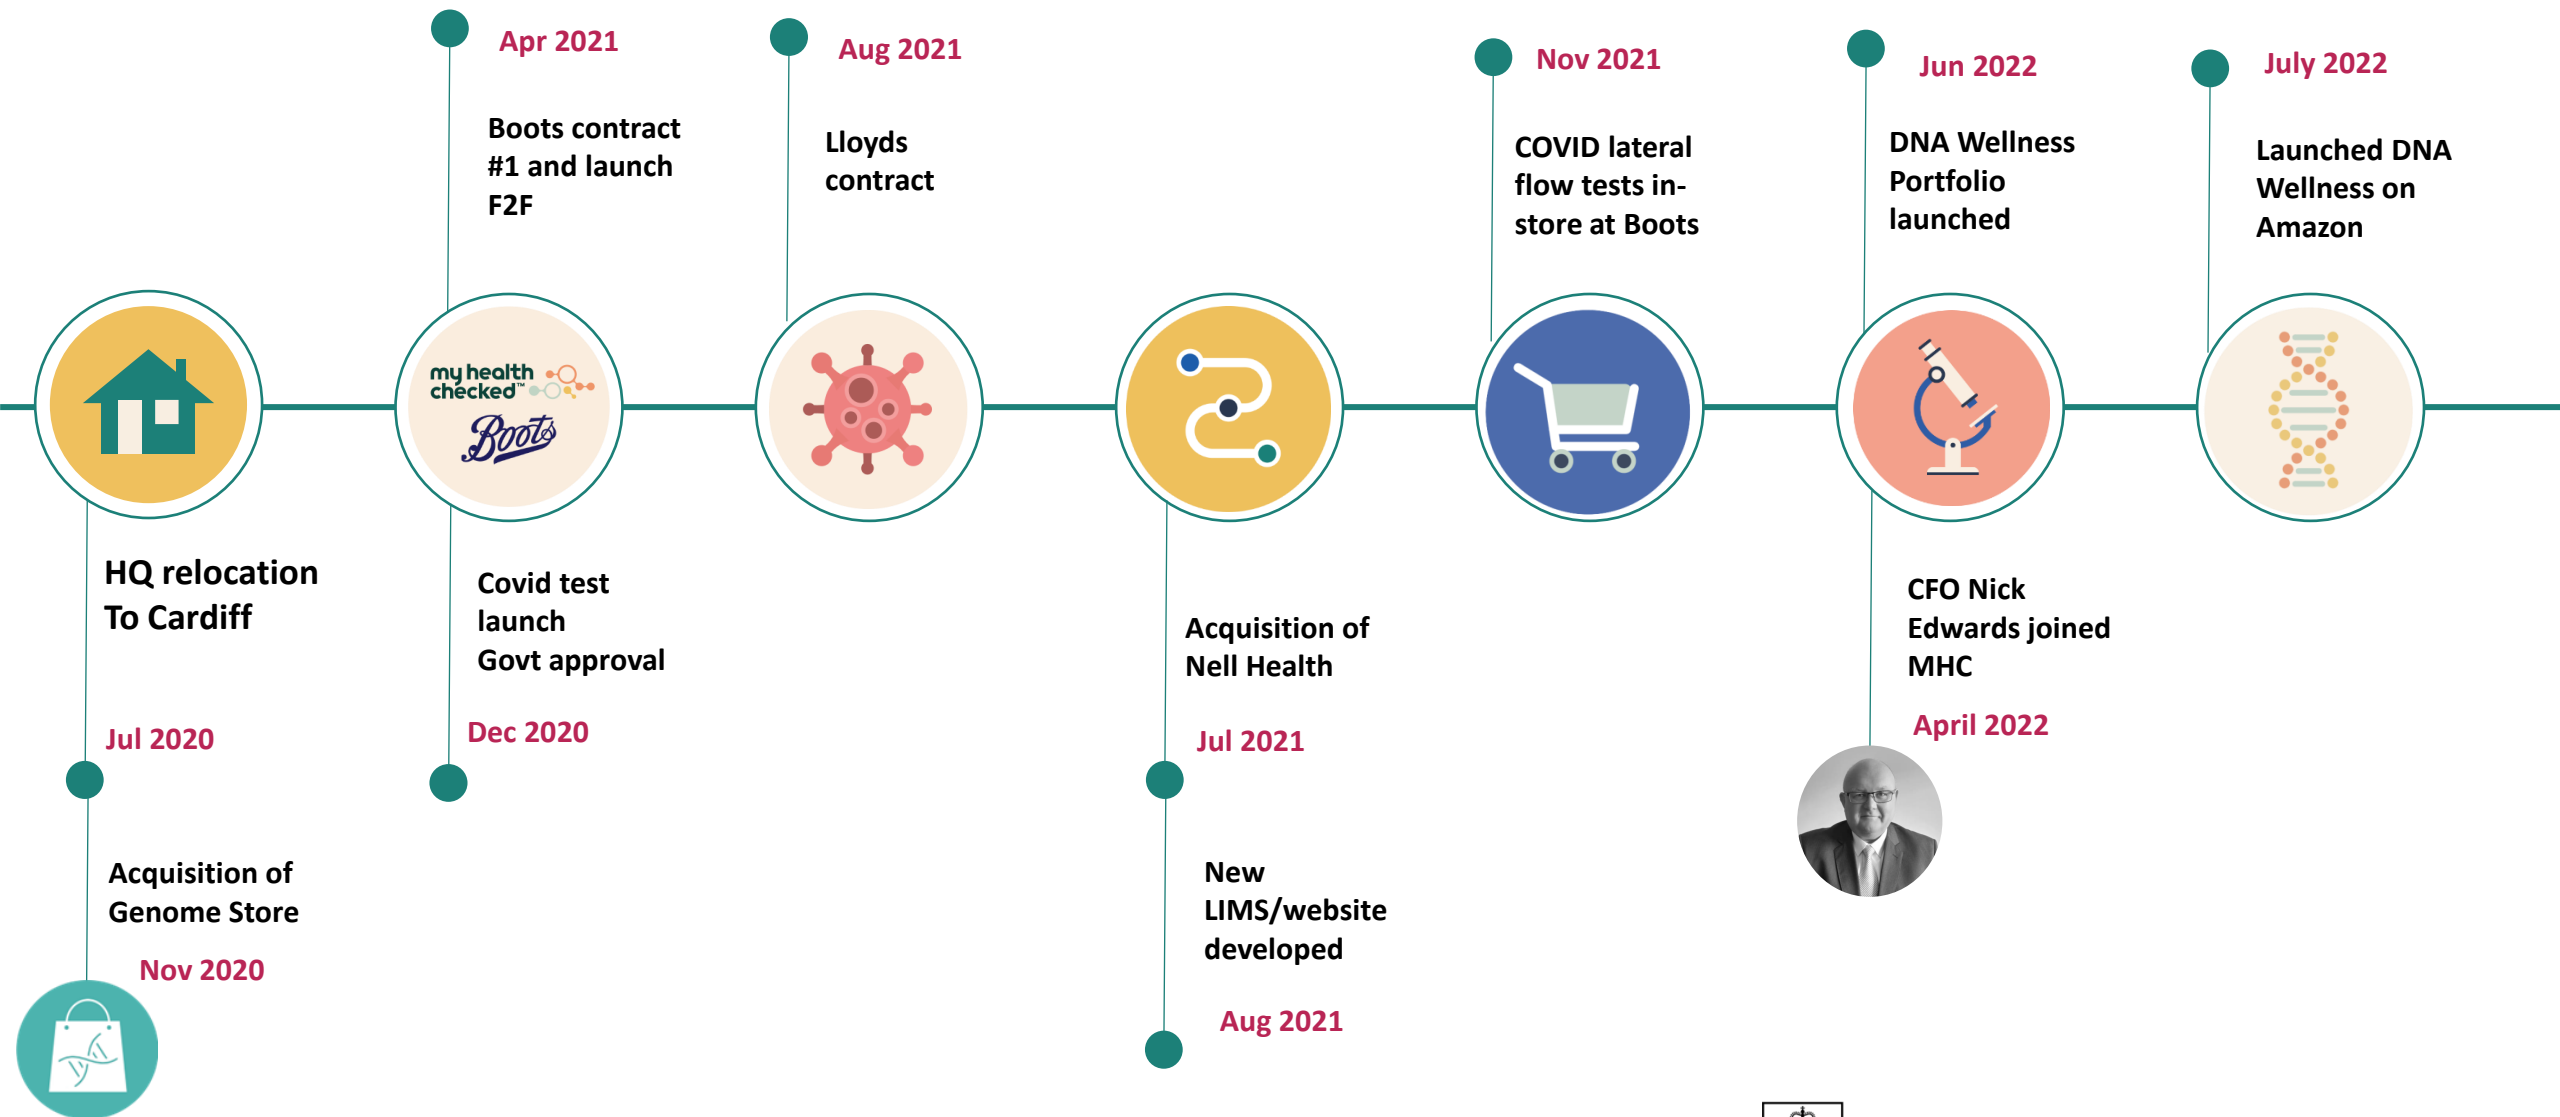 Apr 2021
Boots contract
#1 and launch
F2F
Aug 2021
Lloyds
contract
Nov 2021
COVID lateral
flow tests in-
store at Boots
Jun 2022
DNA Wellness
Portfolio
launched
July 2022
Launched DNA
Wellness on
Amazon
my health
checked™
Boots
HQ relocation
To Cardiff
Jul 2020
Acquisition of
Genome Store
Nov 2020
Covid test
launch
Govt approval
Dec 2020
Acquisition of
Nell Health
Jul 2021
New
LIMS/website
developed
Aug 2021
CFO Nick
Edwards joined
MHC
April 2022